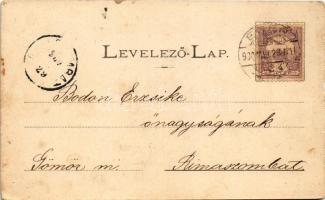 LEVELEZŐ-LAP.
Bodon Erzsike
őnagyságának
Gömör m. Rimaszombat